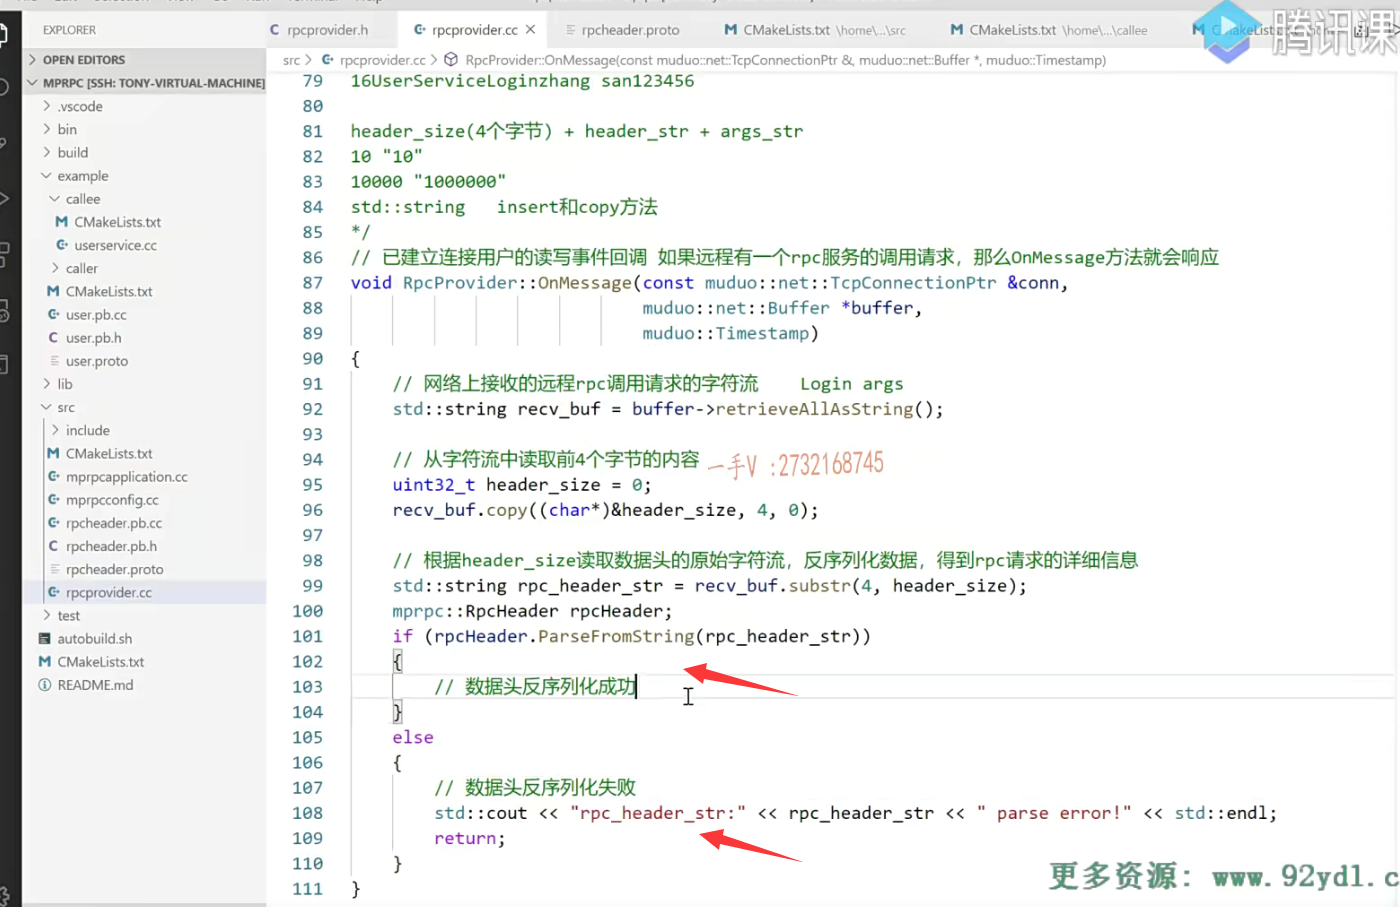 EXPLORER
rpcprovider.h
rpcprovider.cc
rpcheader.proto
CMakeLists.txt \home\...\src
CMakeLists.txt \home\...\callee
腾讯课
OPEN EDITORS
MPRPC [SSH: TONY-VIRTUAL-MACHINE]
.vscode
bin
build
example
callee
CMakeLists.txt
userservice.cc
caller
CMakeLists.txt
user.pb.cc
user.pb.h
user.proto
lib
src
include
CMakeLists.txt
mprpcapplication.cc
mprpcconfig.cc
rpcheader.pb.cc
rpcheader.pb.h
rpcheader.proto
rpcprovider.cc
test
autobuild.sh
CMakeLists.txt
README.md
src > rpcprovider.cc > RpcProvider::OnMessage(const muduo::net::TcpConnectionPtr &, muduo::net::Buffer *, muduo::Timestamp)
79 16UserServiceLoginzhang san123456
80
81 header_size(4个字节) + header_str + args_str
82 10 "10"
83 10000 "1000000"
84 std::string insert和copy方法
85 */
86 // 已建立连接用户的读写事件回调 如果远程有一个rpc服务的调用请求，那么OnMessage方法就会响应
87 void RpcProvider::OnMessage(const muduo::net::TcpConnectionPtr &conn,
88 muduo::net::Buffer *buffer,
89 muduo::Timestamp)
90 {
91 // 网络上接收的远程rpc调用请求的字符流 Login args
92 std::string recv_buf = buffer->retrieveAllAsString();
93
94 // 从字符流中读取前4个字节的内容
一手V :2732168745
95 uint32_t header_size = 0;
96 recv_buf.copy((char*)&header_size, 4, 0);
97
98 // 根据header_size读取数据头的原始字符流，反序列化数据，得到rpc请求的详细信息
99 std::string rpc_header_str = recv_buf.substr(4, header_size);
100 mprpc::RpcHeader rpcHeader;
101 if (rpcHeader.ParseFromString(rpc_header_str))
102 {
103 // 数据头反序列化成功
104 }
105 else
106 {
107 // 数据头反序列化失败
108 std::cout << "rpc_header_str:" << rpc_header_str << " parse error!" << std::endl;
109 return;
110 }
111 }
更多资源: www.92ydl.c